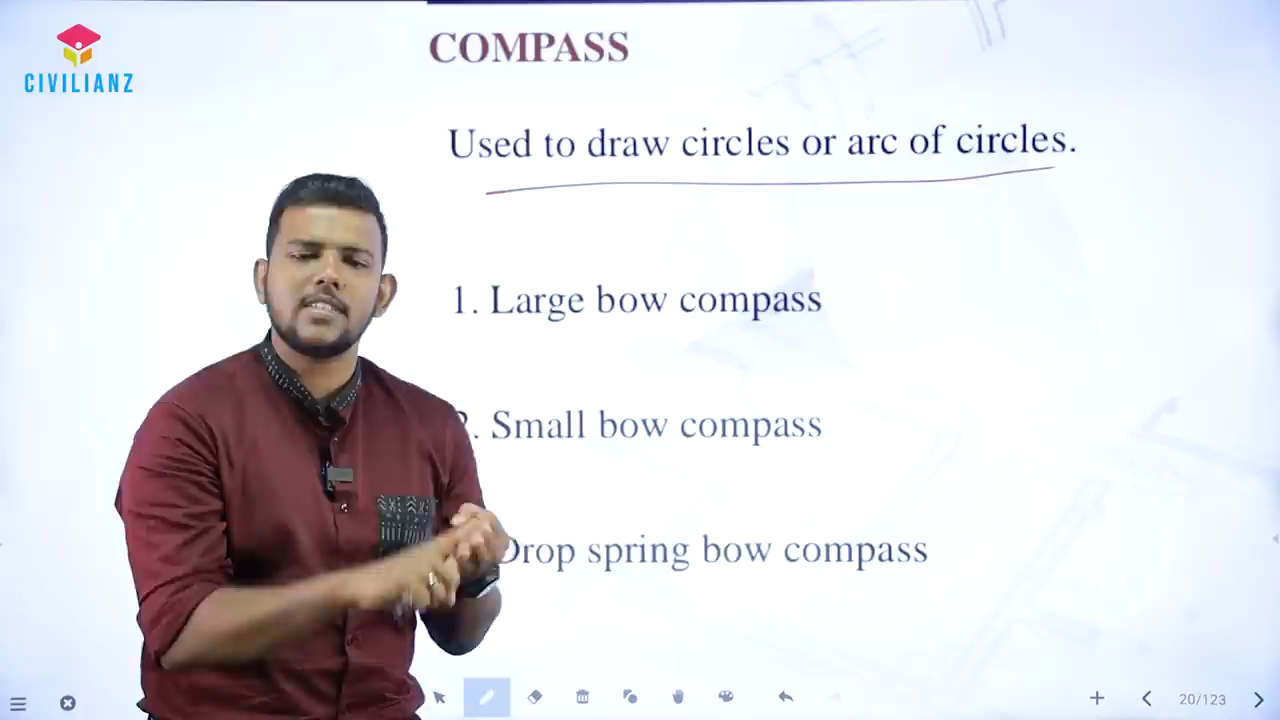 CIVILIANZ
COMPASS
Used to draw circles or arc of circles.
1. Large bow compass
. Small bow compass
Drop spring bow compass
20/123